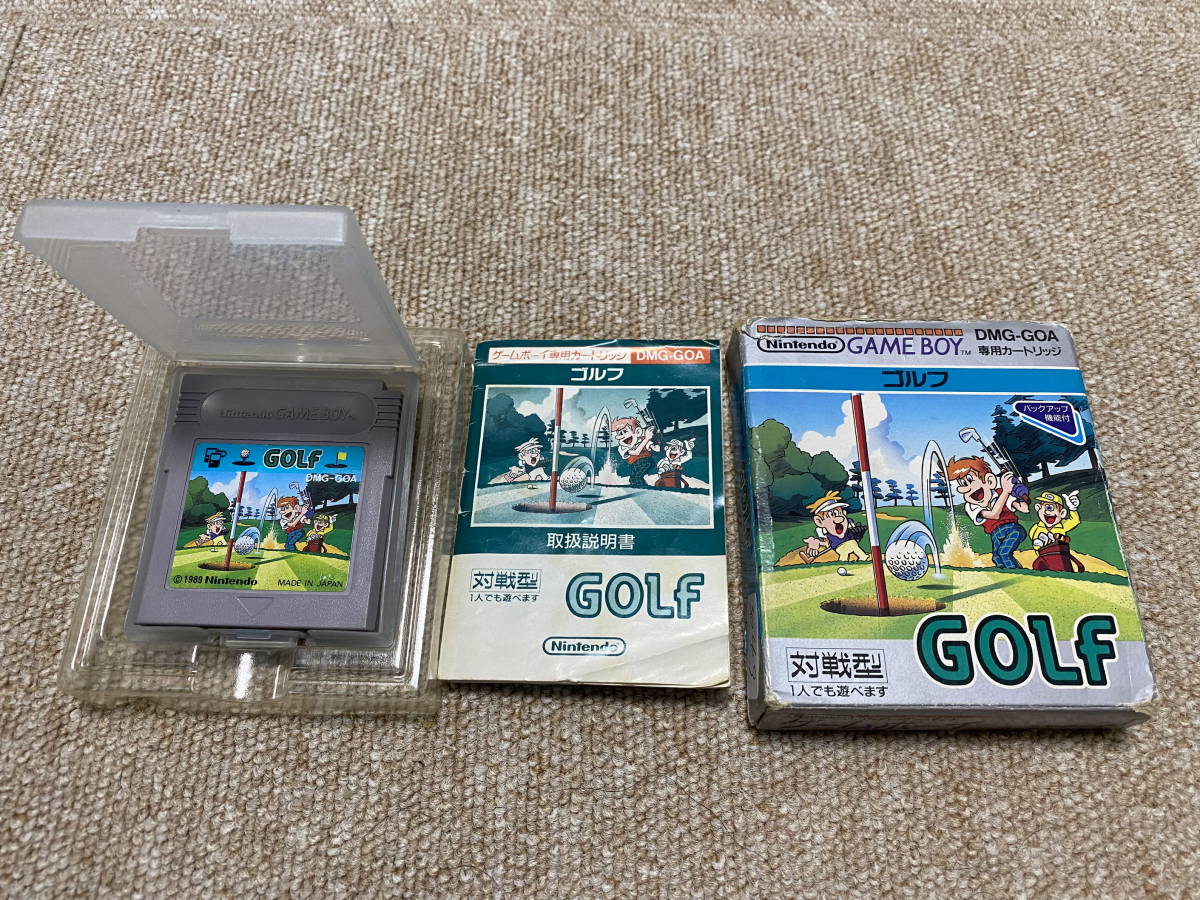 Nintendo GAME BOY
GOLF
DMG-GOA
©1989 Nintendo
MADE IN JAPAN
ゲームボーイ専用カートリッジ DMG-GOA
ゴルフ
取扱説明書
対戦型
1人でも遊べます
GOLF
Nintendo
Nintendo GAME BOY TM
DMG-GOA
専用カートリッジ
ゴルフ
バックアップ
機能付
対戦型
1人でも遊べます
GOLF